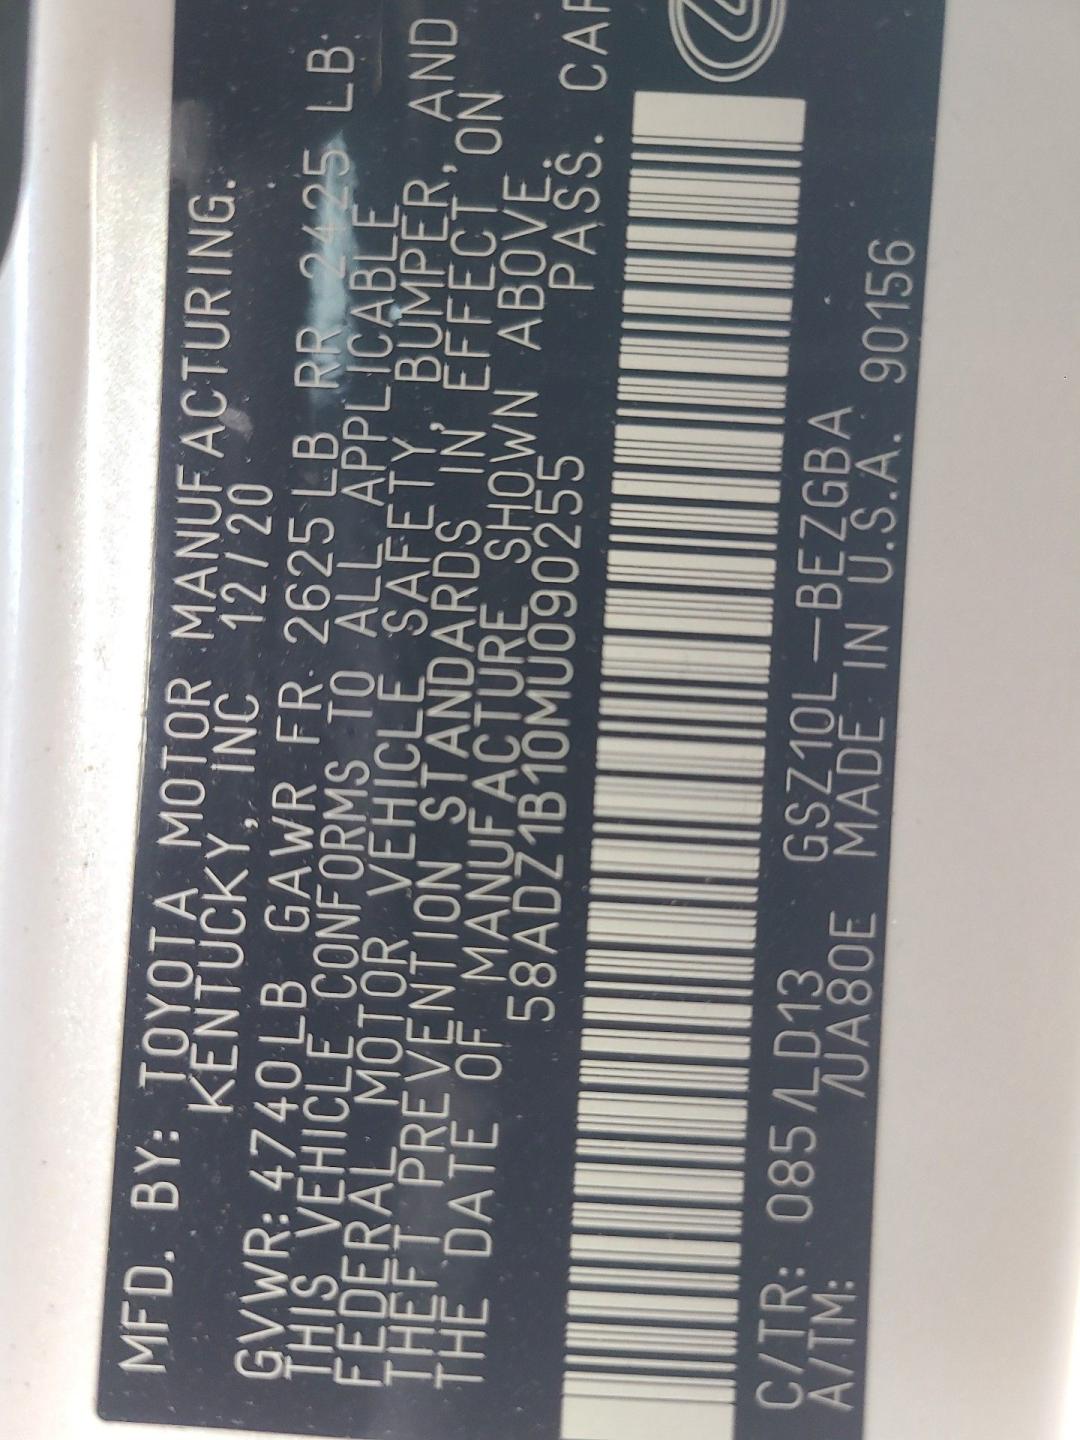 MFD. BY: TOYOTA MOTOR MANUFACTURING.
KENTUCKY, INC 12/20
GVWR: 4740LB GAWR FR. 2625LB RR 2425 LB
THIS VEHICLE CONFORMS TO ALL APPLICABLE
FEDERAL MOTOR VEHICLE SAFETY, BUMPER, AND
THEFT PREVENTION STANDARDS IN EFFECT ON
THE DATE OF MANUFACTURE SHOWN ABOVE.
58ADZ1B10MU090255 PASS. CAR
C/TR: 085/LD13 GSZ10L-BEZGBA
A/TM: /UA80E MADE IN U.S.A. 90156